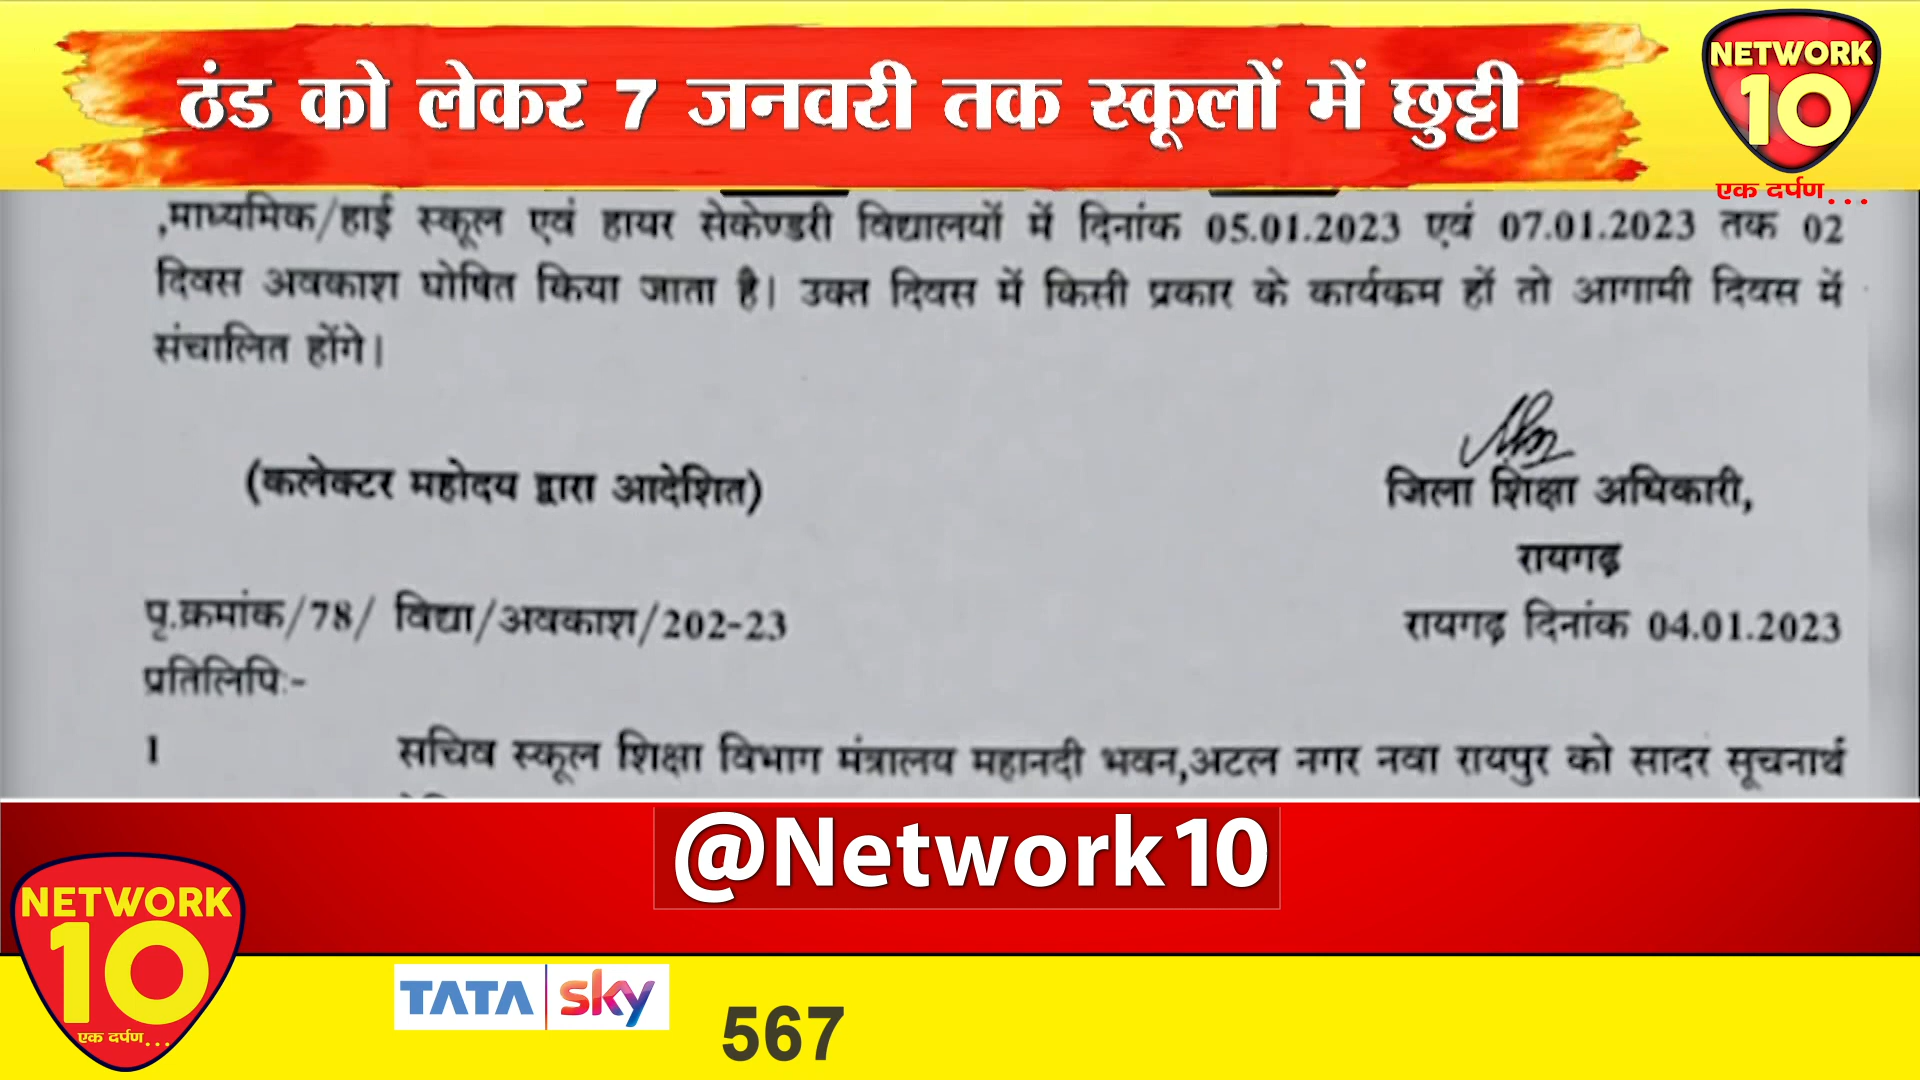 ठंड को लेकर 7 जनवरी तक स्कूलों में छुट्टी
NETWORK
10
एक दर्पण...
,माध्यमिक/हाई स्कूल एवं हायर सेकेण्डरी विद्यालयों में दिनांक 05.01.2023 एवं 07.01.2023 तक 02
दिवस अवकाश घोषित किया जाता है। उक्त दिवस में किसी प्रकार के कार्यकम हों तो आगामी दिवस में
संचालित होंगे।
(कलेक्टर महोदय द्वारा आदेशित)
जिला शिक्षा अधिकारी,
रायगढ़
पृ.क्रमांक/78/ विद्या/अवकाश/202-23
रायगढ़ दिनांक 04.01.2023
प्रतिलिपि:-
1 सचिव स्कूल शिक्षा विभाग मंत्रालय महानदी भवन,अटल नगर नवा रायपुर को सादर सूचनार्थ
@Network10
NETWORK
10
एक दर्पण...
TATA sky
567